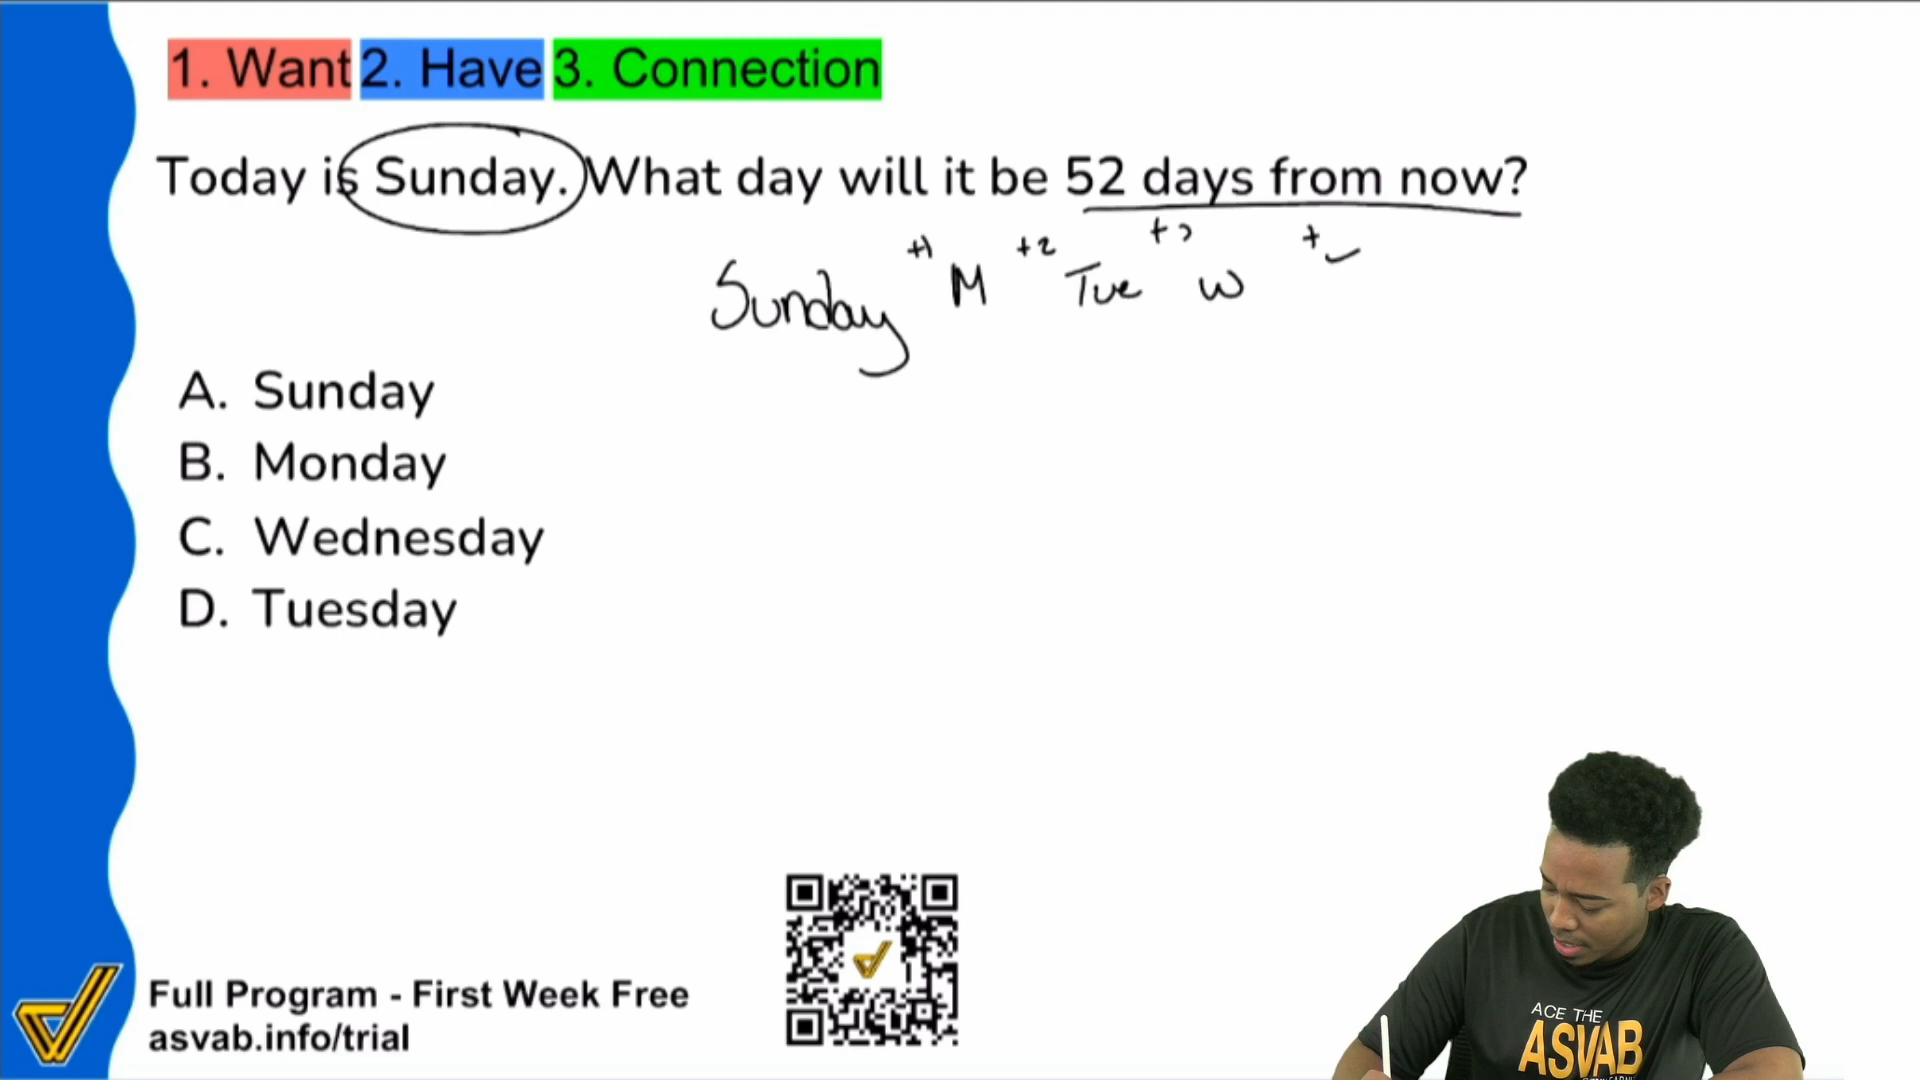 1. Want 2. Have 3. Connection
Today is Sunday. What day will it be 52 days from now?
+1 +2 +
Sunday M Tue W
A. Sunday
B. Monday
C. Wednesday
D. Tuesday
Full Program - First Week Free
asvab.info/trial
ACE THE
ASVAB